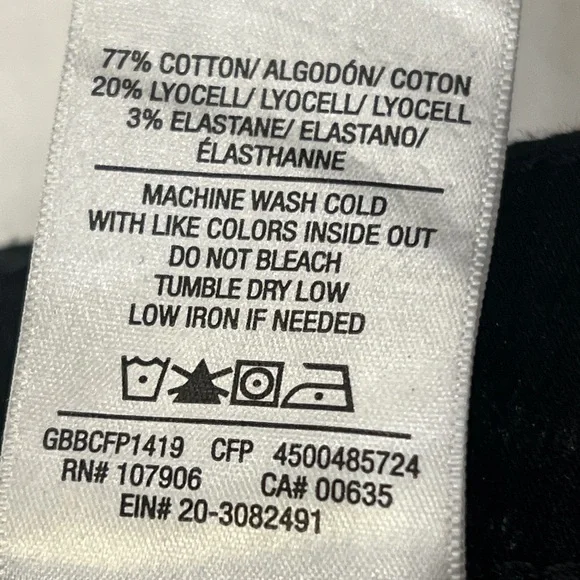 77% COTTON/ ALGODÓN/ COTON
20% LYOCELL/ LYOCELL/ LYOCELL
3% ELASTANE/ ELASTANO/
ÉLASTHANNE
MACHINE WASH COLD
WITH LIKE COLORS INSIDE OUT
DO NOT BLEACH
TUMBLE DRY LOW
LOW IRON IF NEEDED
GBBCFP1419 CFP 4500485724
RN# 107906 CA# 00635
EIN# 20-3082491